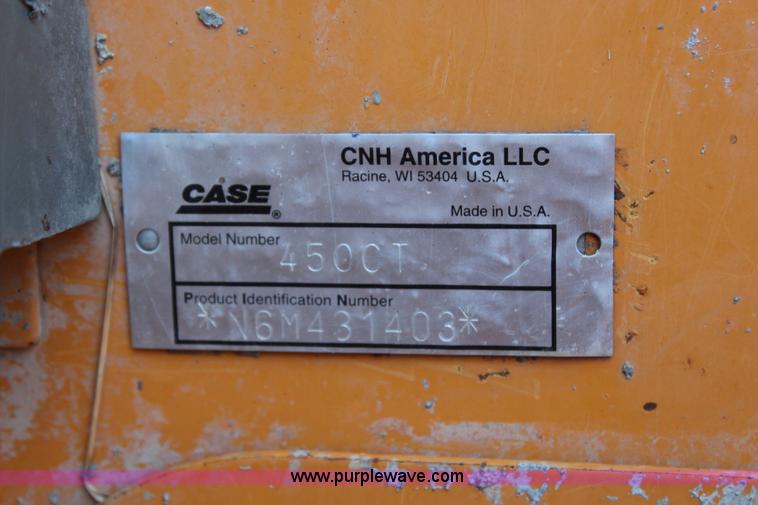 CNH America LLC
Racine, WI 53404 U.S.A.
CASE®
Made in U.S.A.
Model Number
450CT
Product Identification Number
*N6M431403*
www.purplewave.com